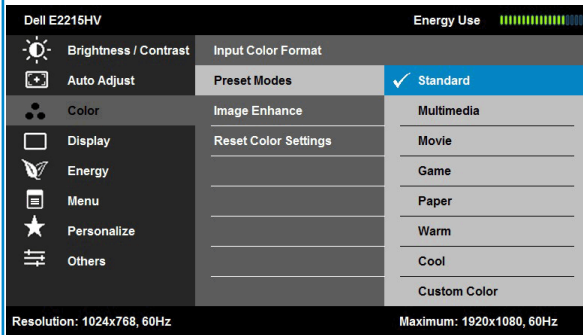 Dell E2215HV Energy Use
Brightness / Contrast Input Color Format
Auto Adjust Preset Modes Standard
Color Image Enhance Multimedia
Display Reset Color Settings Movie
Energy Game
Menu Paper
Personalize Warm
Others Cool
Custom Color
Resolution: 1024x768, 60Hz Maximum: 1920x1080, 60Hz